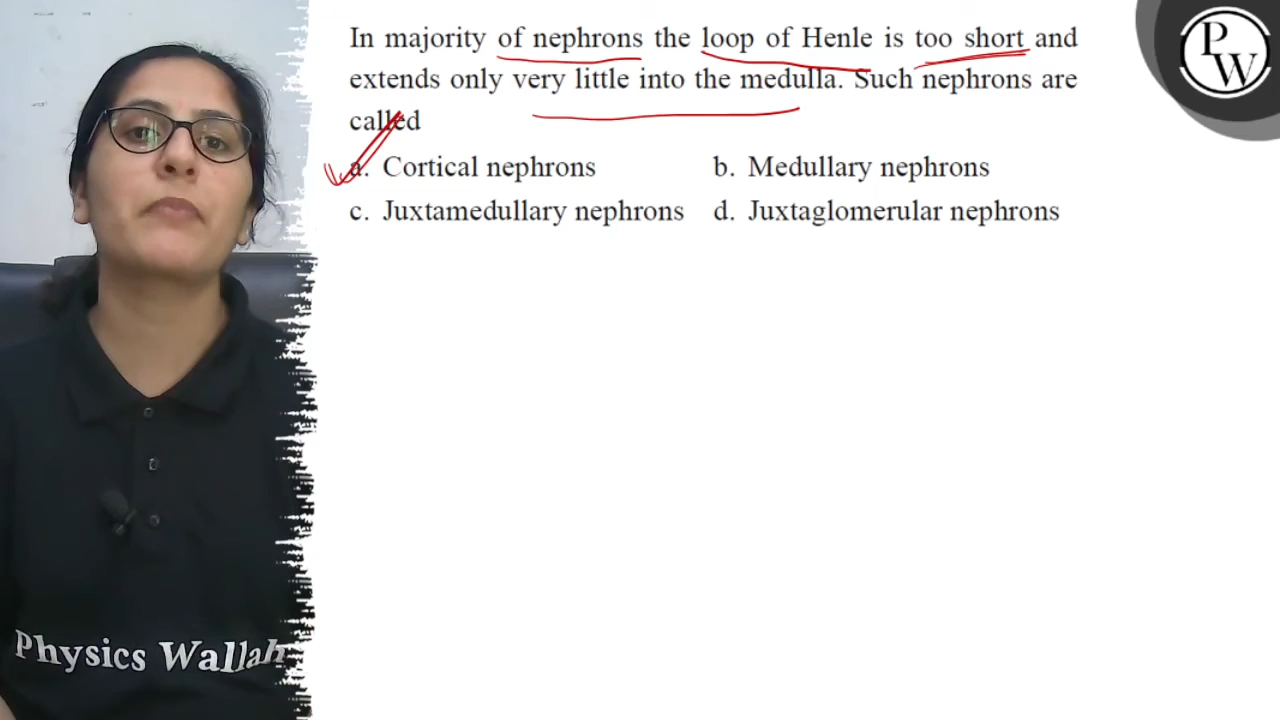 In majority of nephrons the loop of Henle is too short and
extends only very little into the medulla. Such nephrons are
called
a. Cortical nephrons b. Medullary nephrons
c. Juxtamedullary nephrons d. Juxtaglomerular nephrons
PW
Physics Wallah